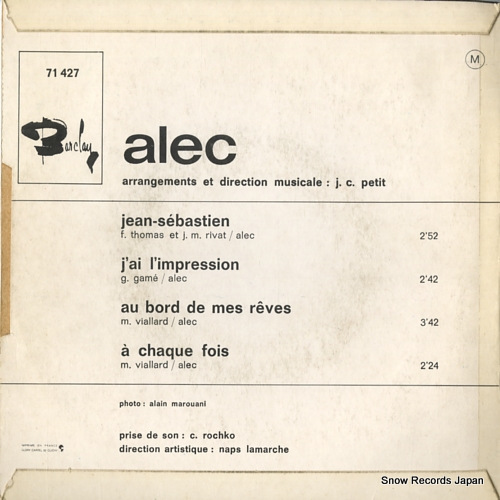 71 427
M
Barclay
alec
arrangements et direction musicale : j. c. petit
jean-sébastien
f. thomas et j. m. rivat / alec 2'52
j'ai l'impression
g. gamé / alec 2'42
au bord de mes rêves
m. viallard / alec 3'42
à chaque fois
m. viallard / alec 2'24
photo : alain marouani
prise de son : c. rochko
direction artistique : naps lamarche
Snow Records Japan